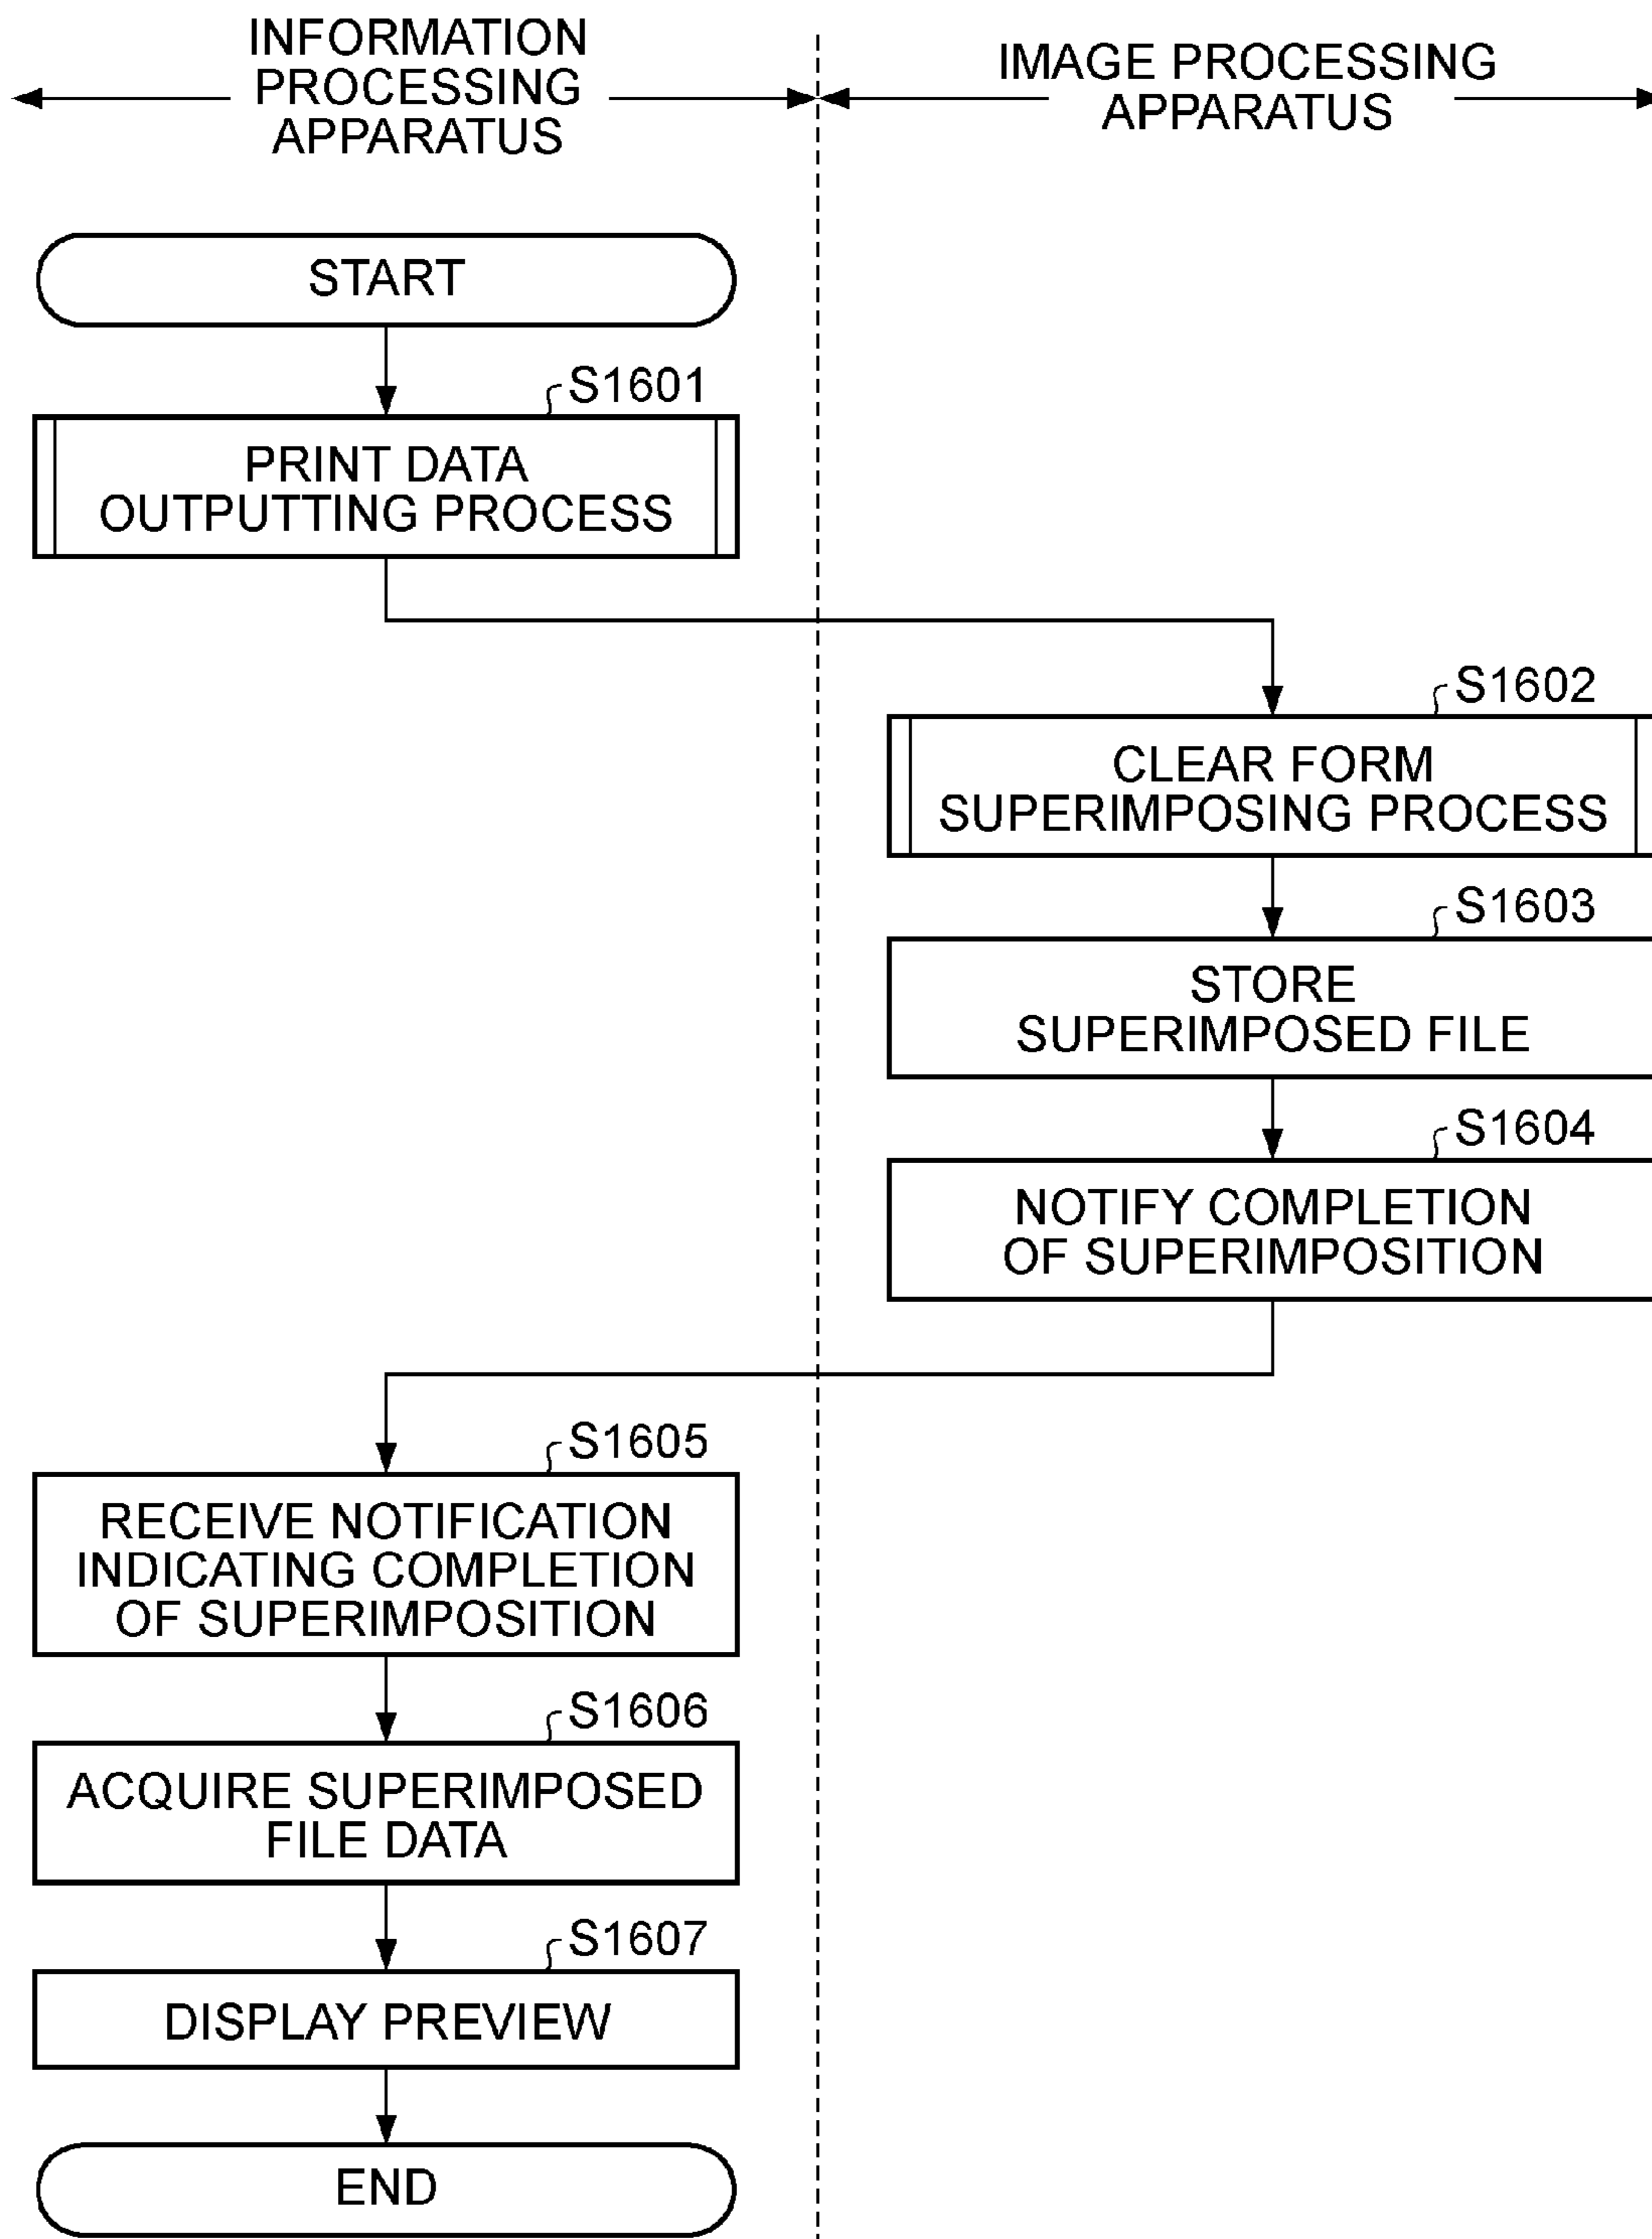 INFORMATION
PROCESSING
APPARATUS
IMAGE PROCESSING
APPARATUS
START
S1601
PRINT DATA
OUTPUTTING PROCESS
S1602
CLEAR FORM
SUPERIMPOSING PROCESS
S1603
STORE
SUPERIMPOSED FILE
S1604
NOTIFY COMPLETION
OF SUPERIMPOSITION
S1605
RECEIVE NOTIFICATION
INDICATING COMPLETION
OF SUPERIMPOSITION
S1606
ACQUIRE SUPERIMPOSED
FILE DATA
S1607
DISPLAY PREVIEW
END